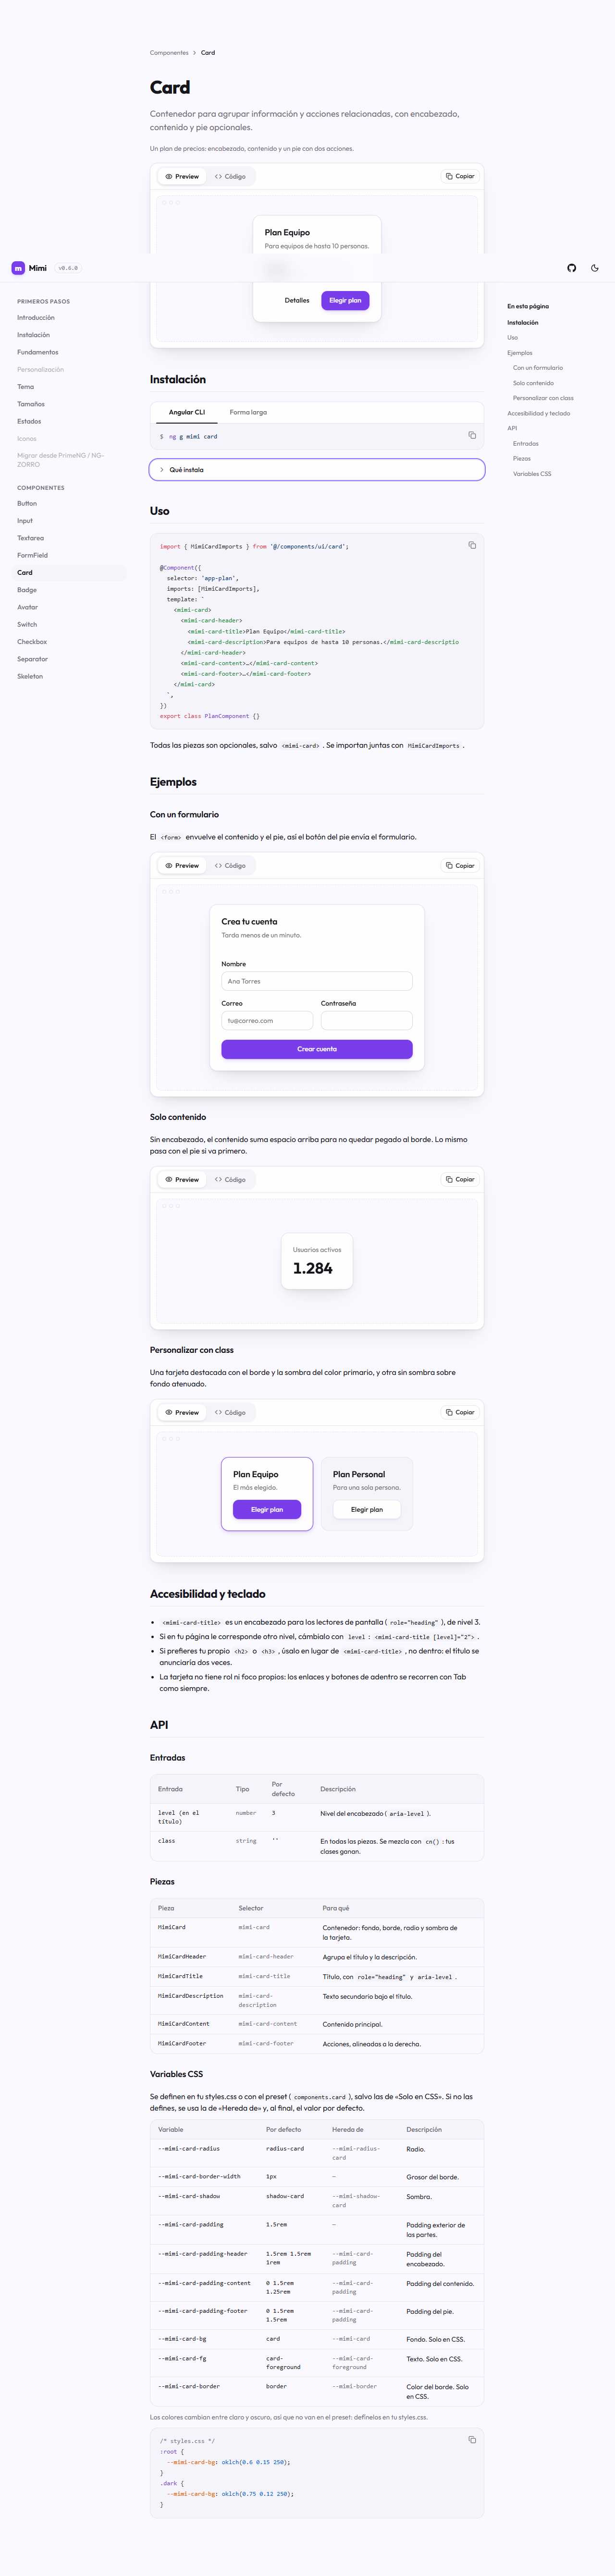 Componentes > Card
Card
Contenedor para agrupar información y acciones relacionadas, con encabezado,
contenido y pie opcionales.
Un plan de precios: encabezado, contenido y un pie con dos acciones.
Preview
Código
Copiar
Plan Equipo
Para equipos de hasta 10 personas.
m Mimi v0.6.0
Detalles
Elegir plan
PRIMEROS PASOS
Introducción
Instalación
Fundamentos
Personalización
Tema
Tamaños
Estados
Iconos
Migrar desde PrimeNG / NG-
ZORRO
COMPONENTES
Button
Input
Textarea
FormField
Card
Badge
Avatar
Switch
Checkbox
Separator
Skeleton
En esta página
Instalación
Uso
Ejemplos
Con un formulario
Solo contenido
Personalizar con class
Accesibilidad y teclado
API
Entradas
Piezas
Variables CSS
Instalación
Angular CLI
Forma larga
$ ng g mimi card
> Qué instala
Uso
import { MimiCardImports } from '@/components/ui/card';
@Component({
selector: 'app-plan',
imports: [MimiCardImports],
template: `
<mimi-card>
<mimi-card-header>
<mimi-card-title>Plan Equipo</mimi-card-title>
<mimi-card-description>Para equipos de hasta 10 personas.</mimi-card-descriptio
</mimi-card-header>
<mimi-card-content>…</mimi-card-content>
<mimi-card-footer>…</mimi-card-footer>
</mimi-card>
`,
})
export class PlanComponent {}
Todas las piezas son opcionales, salvo <mimi-card> . Se importan juntas con MimiCardImports .
Ejemplos
Con un formulario
El <form> envuelve el contenido y el pie, así el botón del pie envía el formulario.
Preview
Código
Copiar
Crea tu cuenta
Tarda menos de un minuto.
Nombre
Ana Torres
Correo
Contraseña
tu@correo.com
Crear cuenta
Solo contenido
Sin encabezado, el contenido suma espacio arriba para no quedar pegado al borde. Lo mismo
pasa con el pie si va primero.
Preview
Código
Copiar
Usuarios activos
1.284
Personalizar con class
Una tarjeta destacada con el borde y la sombra del color primario, y otra sin sombra sobre
fondo atenuado.
Preview
Código
Copiar
Plan Equipo
El más elegido.
Elegir plan
Plan Personal
Para una sola persona.
Elegir plan
Accesibilidad y teclado
• <mimi-card-title> es un encabezado para los lectores de pantalla ( role="heading" ), de nivel 3.
• Si en tu página le corresponde otro nivel, cámbialo con level : <mimi-card-title [level]="2"> .
• Si prefieres tu propio <h2> o <h3> , úsalo en lugar de <mimi-card-title> , no dentro: el título se
anunciaría dos veces.
• La tarjeta no tiene rol ni foco propios: los enlaces y botones de adentro se recorren con Tab
como siempre.
API
Entradas
Entrada Tipo Por defecto Descripción
level (en el título) number 3 Nivel del encabezado ( aria-level ).
class string '' En todas las piezas. Se mezcla con cn() : tus clases ganan.
Piezas
Pieza Selector Para qué
MimiCard mimi-card Contenedor: fondo, borde, radio y sombra de la tarjeta.
MimiCardHeader mimi-card-header Agrupa el título y la descripción.
MimiCardTitle mimi-card-title Título, con role="heading" y aria-level .
MimiCardDescription mimi-card-description Texto secundario bajo el título.
MimiCardContent mimi-card-content Contenido principal.
MimiCardFooter mimi-card-footer Acciones, alineadas a la derecha.
Variables CSS
Se definen en tu styles.css o con el preset ( components.card ), salvo las de «Solo en CSS». Si no las
defines, se usa la de «Hereda de» y, al final, el valor por defecto.
Variable Por defecto Hereda de Descripción
--mimi-card-radius radius-card --mimi-radius-card Radio.
--mimi-card-border-width 1px — Grosor del borde.
--mimi-card-shadow shadow-card --mimi-shadow-card Sombra.
--mimi-card-padding 1.5rem — Padding exterior de las partes.
--mimi-card-padding-header 1.5rem 1.5rem 1rem --mimi-card-padding Padding del encabezado.
--mimi-card-padding-content 0 1.5rem 1.25rem --mimi-card-padding Padding del contenido.
--mimi-card-padding-footer 0 1.5rem 1.5rem --mimi-card-padding Padding del pie.
--mimi-card-bg card --mimi-card Fondo. Solo en CSS.
--mimi-card-fg card-foreground --mimi-card-foreground Texto. Solo en CSS.
--mimi-card-border border --mimi-border Color del borde. Solo en CSS.
Los colores cambian entre claro y oscuro, así que no van en el preset: defínelos en tu styles.css.
/* styles.css */
:root {
--mimi-card-bg: oklch(0.6 0.15 250);
}
.dark {
--mimi-card-bg: oklch(0.75 0.12 250);
}